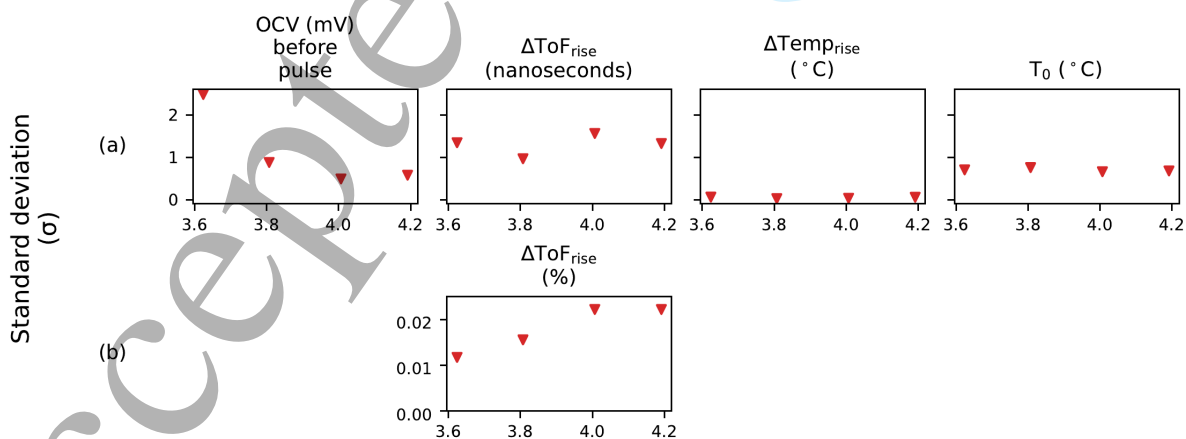 OCV (mV)
before
pulse
ΔToF_rise
(nanoseconds)
ΔTemp_rise
(°C)
T_0 (°C)
Standard deviation
(σ)
(a)
2
1
0
3.6 3.8 4.0 4.2
3.6 3.8 4.0 4.2
3.6 3.8 4.0 4.2
3.6 3.8 4.0 4.2
ΔToF_rise
(%)
(b)
0.02
0.01
0.00
3.6 3.8 4.0 4.2
cepte